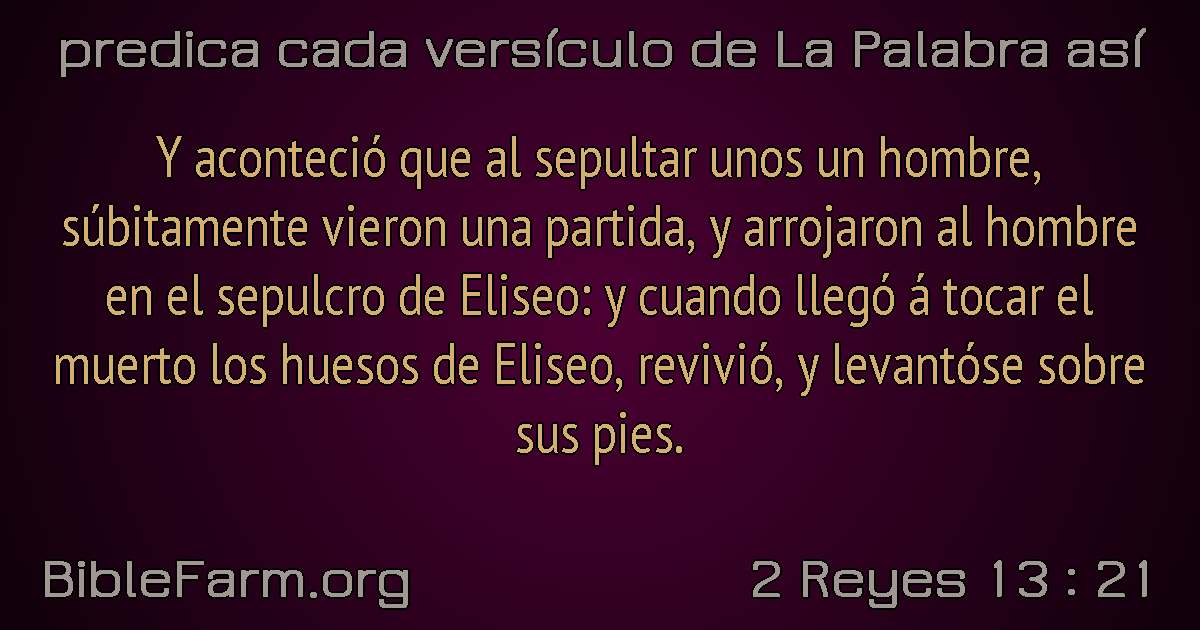 predica cada versículo de La Palabra así
Y aconteció que al sepultar unos un hombre,
súbitamente vieron una partida, y arrojaron al hombre
en el sepulcro de Eliseo: y cuando llegó á tocar el
muerto los huesos de Eliseo, revivió, y levantóse sobre
sus pies.
BibleFarm.org
2 Reyes 13 : 21